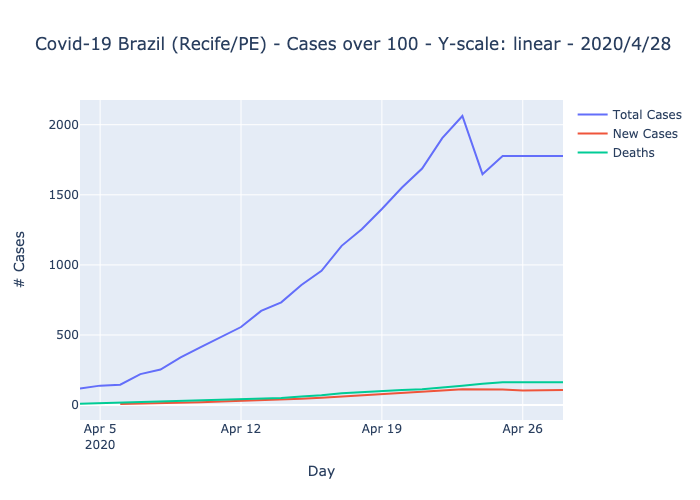 Covid-19 Brazil (Recife/PE) - Cases over 100 - Y-scale: linear - 2020/4/28
Total Cases
New Cases
Deaths
2000
1500
1000
500
0
# Cases
Apr 5
2020
Apr 12
Apr 19
Apr 26
Day